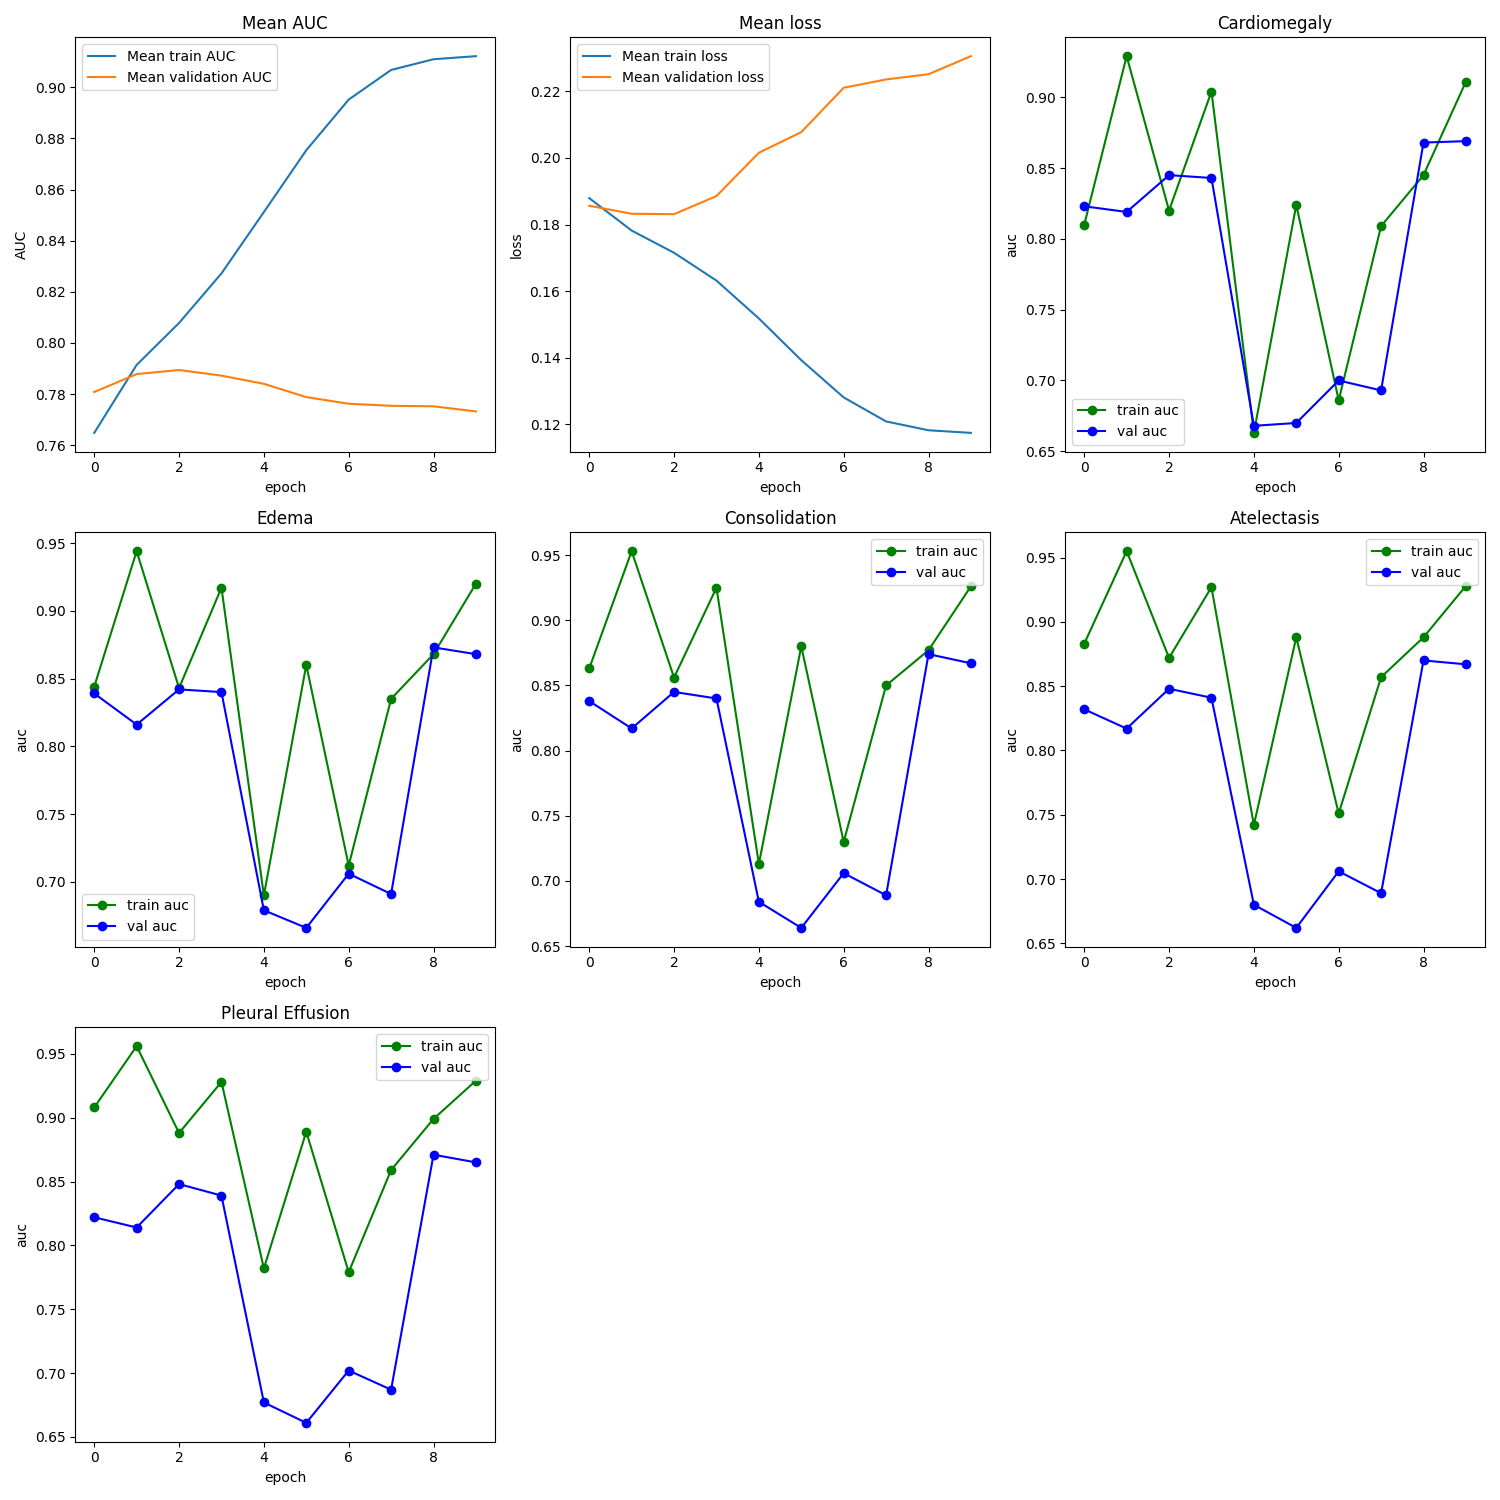 Mean AUC
Mean train AUC
Mean validation AUC
0.90
0.88
0.86
0.84
0.82
0.80
0.78
0.76
AUC
0 2 4 6 8
epoch
Mean loss
Mean train loss
Mean validation loss
0.22
0.20
0.18
0.16
0.14
0.12
loss
0 2 4 6 8
epoch
Cardiomegaly
0.90
0.85
0.80
0.75
0.70
0.65
auc
train auc
val auc
0 2 4 6 8
epoch
Edema
0.95
0.90
0.85
0.80
0.75
0.70
auc
train auc
val auc
0 2 4 6 8
epoch
Consolidation
train auc
val auc
0.95
0.90
0.85
0.80
0.75
0.70
0.65
auc
0 2 4 6 8
epoch
Atelectasis
train auc
val auc
0.95
0.90
0.85
0.80
0.75
0.70
0.65
auc
0 2 4 6 8
epoch
Pleural Effusion
train auc
val auc
0.95
0.90
0.85
0.80
0.75
0.70
0.65
auc
0 2 4 6 8
epoch